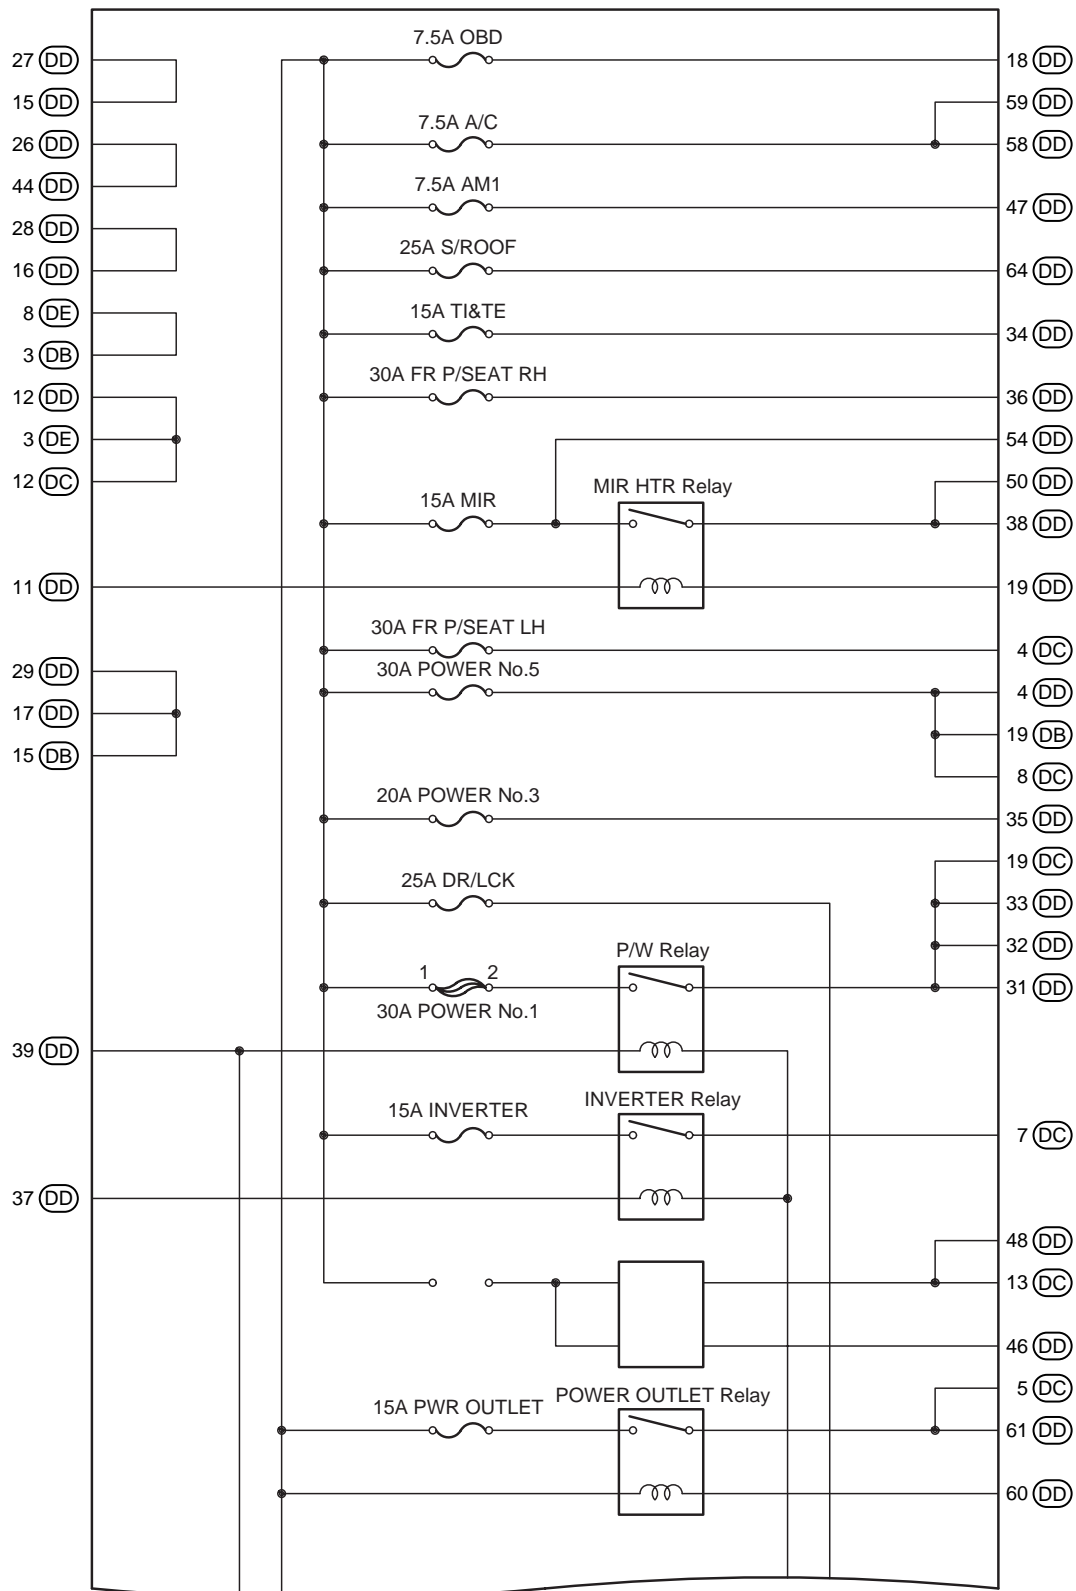 7.5A OBD
27 DD
18 DD
15 DD
59 DD
7.5A A/C
26 DD
58 DD
44 DD
7.5A AM1
47 DD
28 DD
25A S/ROOF
16 DD
64 DD
8 DE
15A TI&TE
34 DD
3 DB
30A FR P/SEAT RH
12 DD
36 DD
3 DE
54 DD
12 DC
50 DD
MIR HTR Relay
15A MIR
38 DD
11 DD
19 DD
30A FR P/SEAT LH
4 DC
29 DD
30A POWER No.5
4 DD
17 DD
19 DB
15 DB
8 DC
20A POWER No.3
35 DD
19 DC
25A DR/LCK
33 DD
P/W Relay
32 DD
1 2
31 DD
30A POWER No.1
39 DD
INVERTER Relay
15A INVERTER
7 DC
37 DD
48 DD
13 DC
46 DD
5 DC
POWER OUTLET Relay
15A PWR OUTLET
61 DD
60 DD